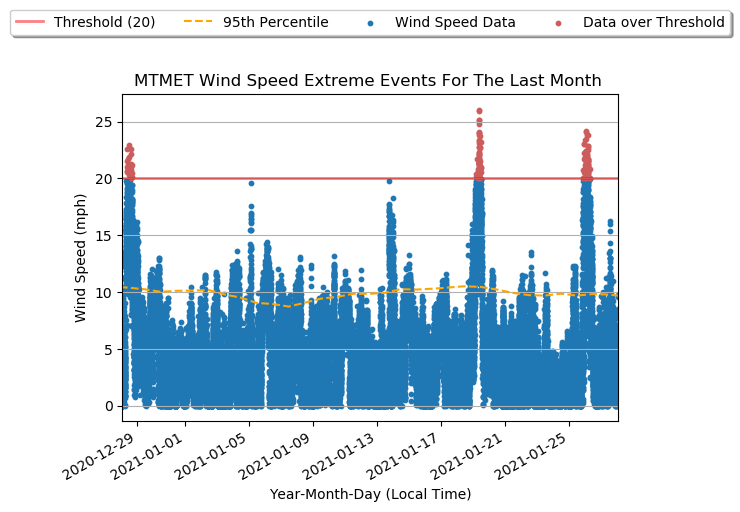 Threshold (20) 95th Percentile Wind Speed Data Data over Threshold
MTMET Wind Speed Extreme Events For The Last Month
25
20
15
10
5
0
Wind Speed (mph)
2020-12-29 2021-01-01 2021-01-05 2021-01-09 2021-01-13 2021-01-17 2021-01-21 2021-01-25
Year-Month-Day (Local Time)